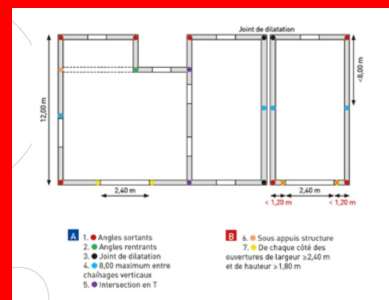 Joint de dilatation
12,00 m
<8,00 m
2,40 m
2,40 m
< 1,20 m
< 1,20 m
A
1. Angles sortants
2. Angles rentrants
3. Joint de dilatation
4. 8,00 maximum entre
chaînages verticaux
5. Intersection en T
B
6. Sous appuis structure
7. De chaque côté des
ouvertures de largeur ≥2,40 m
et de hauteur ≥1,80 m